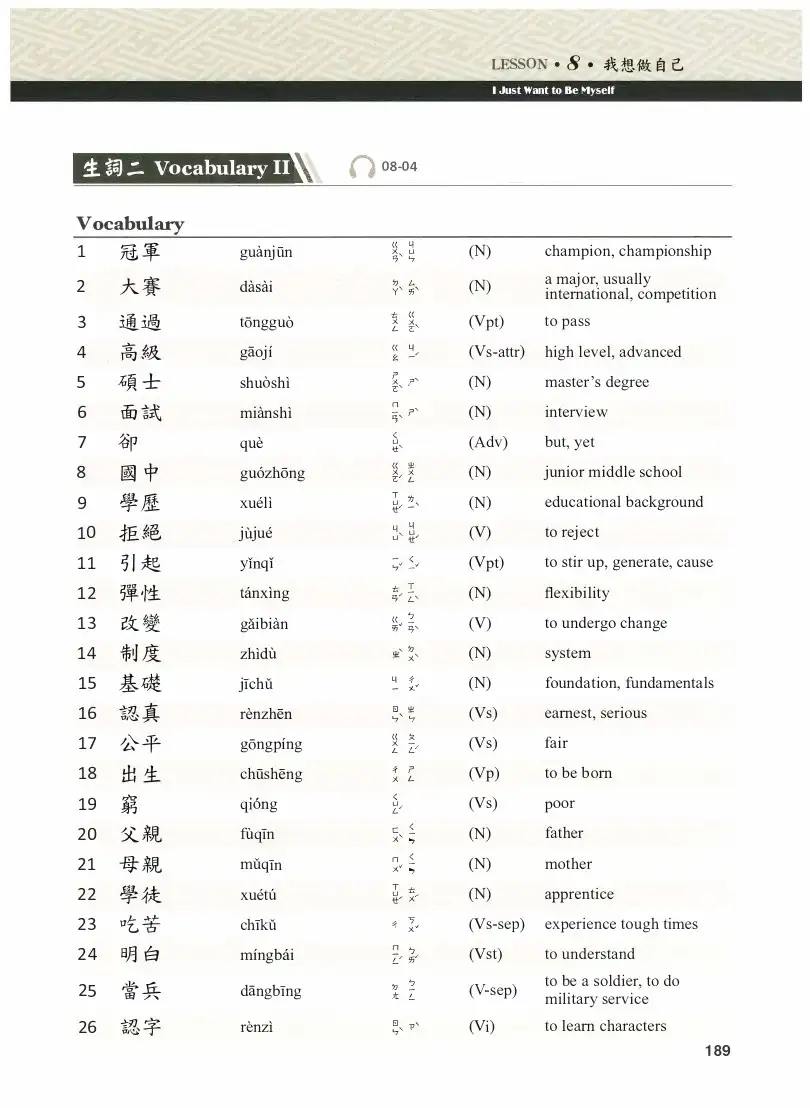 LESSON • 8 • 我想做自己
I Just Want to Be Myself
生詞二 Vocabulary II 08-04
Vocabulary
1 冠軍 guànjūn ㄍㄨㄢˋ ㄐㄩㄣ (N) champion, championship
2 大賽 dàsài ㄉㄚˋ ㄙㄞˋ (N) a major, usually
international, competition
3 通過 tōngguò ㄊㄨㄥ ㄍㄨㄛˋ (Vpt) to pass
4 高級 gāojí ㄍㄠ ㄐㄧˊ (Vs-attr) high level, advanced
5 碩士 shuòshì ㄕㄨㄛˋ ㄕˋ (N) master's degree
6 面試 miànshì ㄇㄧㄢˋ ㄕˋ (N) interview
7 卻 què ㄑㄩㄝˋ (Adv) but, yet
8 國中 guózhōng ㄍㄨㄛˊ ㄓㄨㄥ (N) junior middle school
9 學歷 xuélì ㄒㄩㄝˊ ㄌㄧˋ (N) educational background
10 拒絕 jùjué ㄐㄩˋ ㄐㄩㄝˊ (V) to reject
11 引起 yǐnqǐ ㄧㄣˇ ㄑㄧˇ (Vpt) to stir up, generate, cause
12 彈性 tánxìng ㄊㄢˊ ㄒㄧㄥˋ (N) flexibility
13 改變 gǎibiàn ㄍㄞˇ ㄅㄧㄢˋ (V) to undergo change
14 制度 zhìdù ㄓˋ ㄉㄨˋ (N) system
15 基礎 jīchǔ ㄐㄧ ㄔㄨˇ (N) foundation, fundamentals
16 認真 rènzhēn ㄖㄣˋ ㄓㄣ (Vs) earnest, serious
17 公平 gōngpíng ㄍㄨㄥ ㄆㄧㄥˊ (Vs) fair
18 出生 chūshēng ㄔㄨ ㄕㄥ (Vp) to be born
19 窮 qióng ㄑㄩㄥˊ (Vs) poor
20 父親 fùqīn ㄈㄨˋ ㄑㄧㄣ (N) father
21 母親 mǔqīn ㄇㄨˇ ㄑㄧㄣ (N) mother
22 學徒 xuétú ㄒㄩㄝˊ ㄊㄨˊ (N) apprentice
23 吃苦 chīkǔ ㄔ ㄎㄨˇ (Vs-sep) experience tough times
24 明白 míngbái ㄇㄧㄥˊ ㄅㄞˊ (Vst) to understand
25 當兵 dāngbīng ㄉㄤ ㄅㄧㄥ (V-sep) to be a soldier, to do
military service
26 認字 rènzì ㄖㄣˋ ㄗˋ (Vi) to learn characters
189